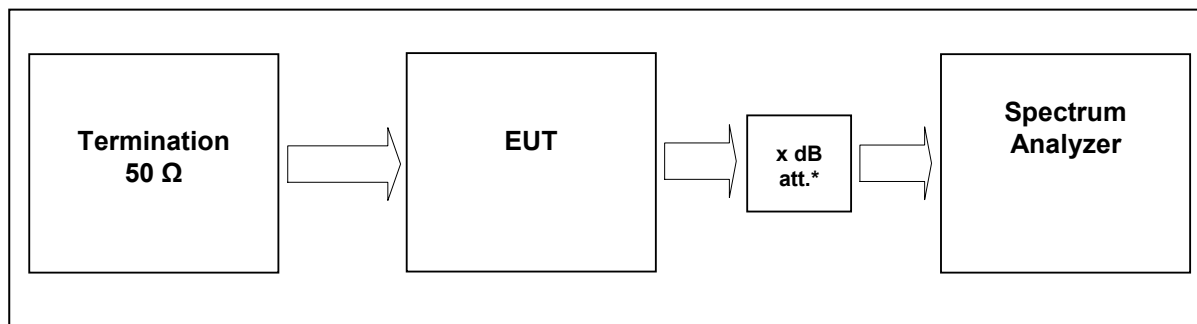 Termination
50 Ω
EUT
x dB
att.*
Spectrum
Analyzer